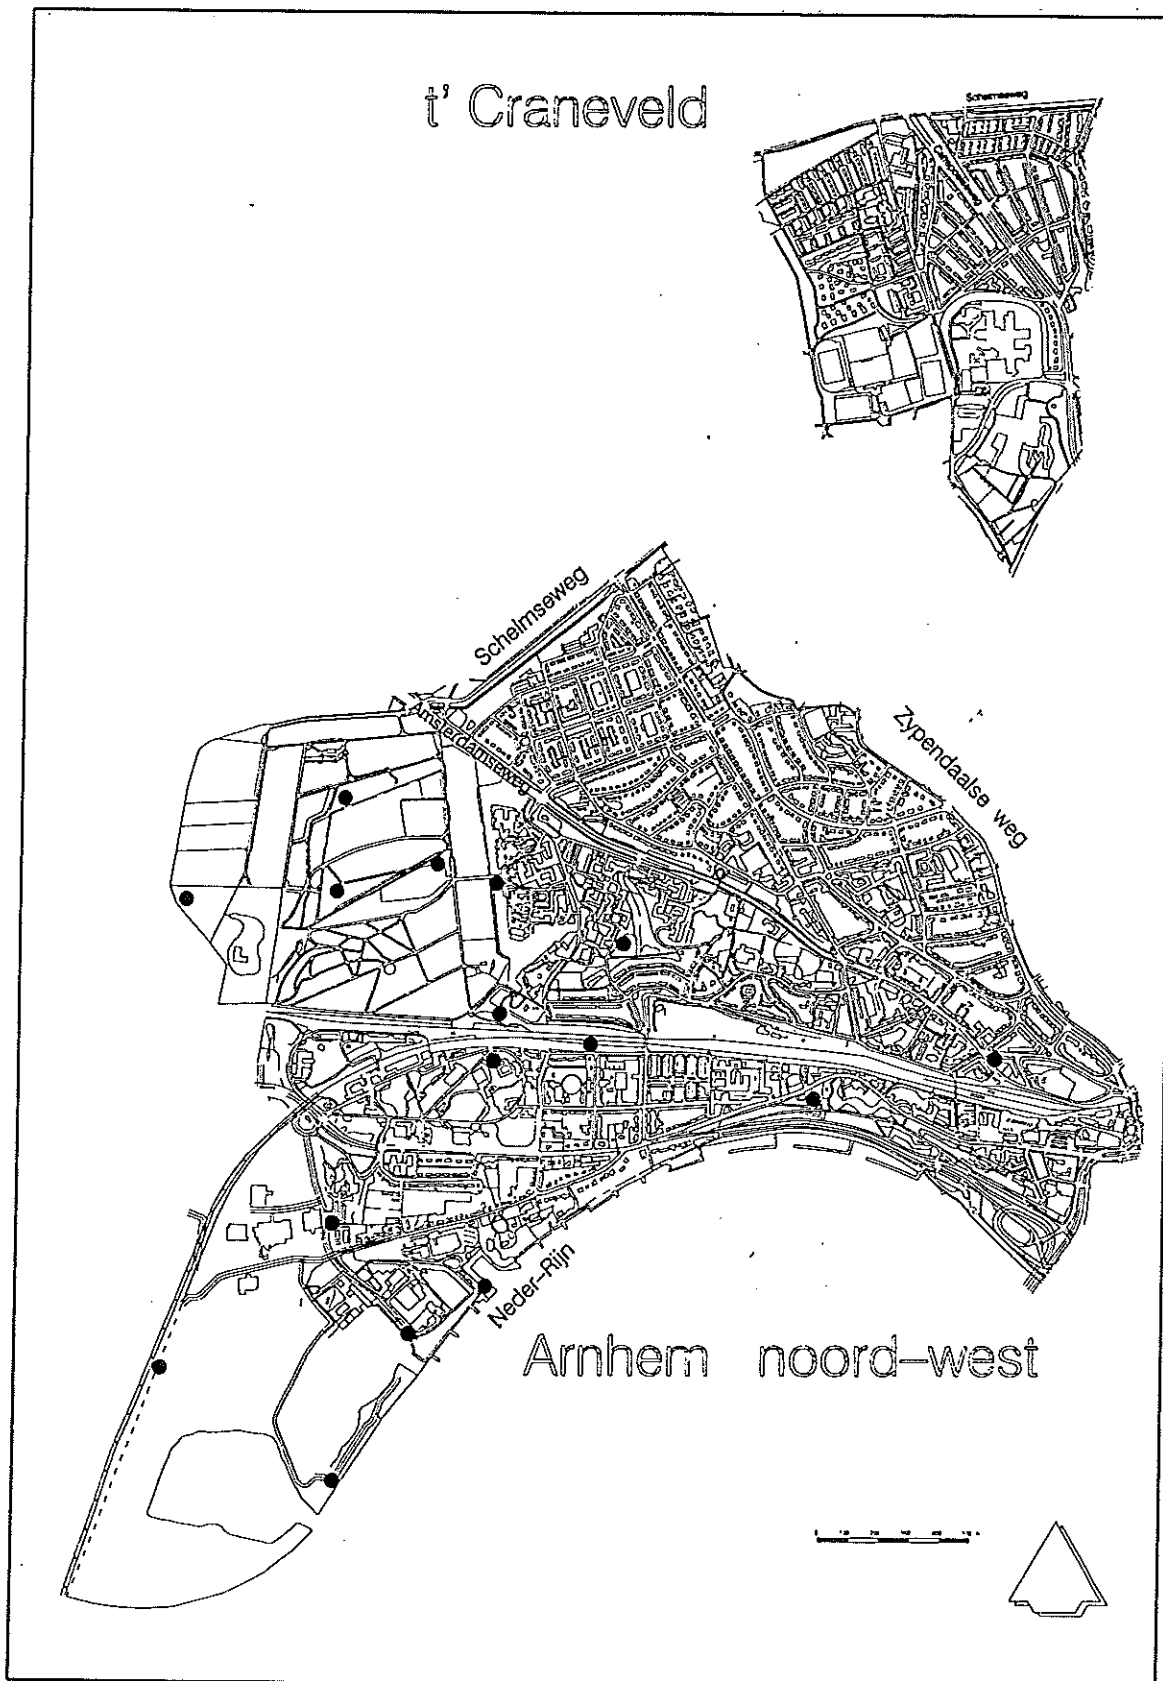 t' Craneveld
Schelmseweg
Schelmseweg
Amsterdamseweg
Zypendaalse weg
Neder-Rijn
Arnhem noord-west